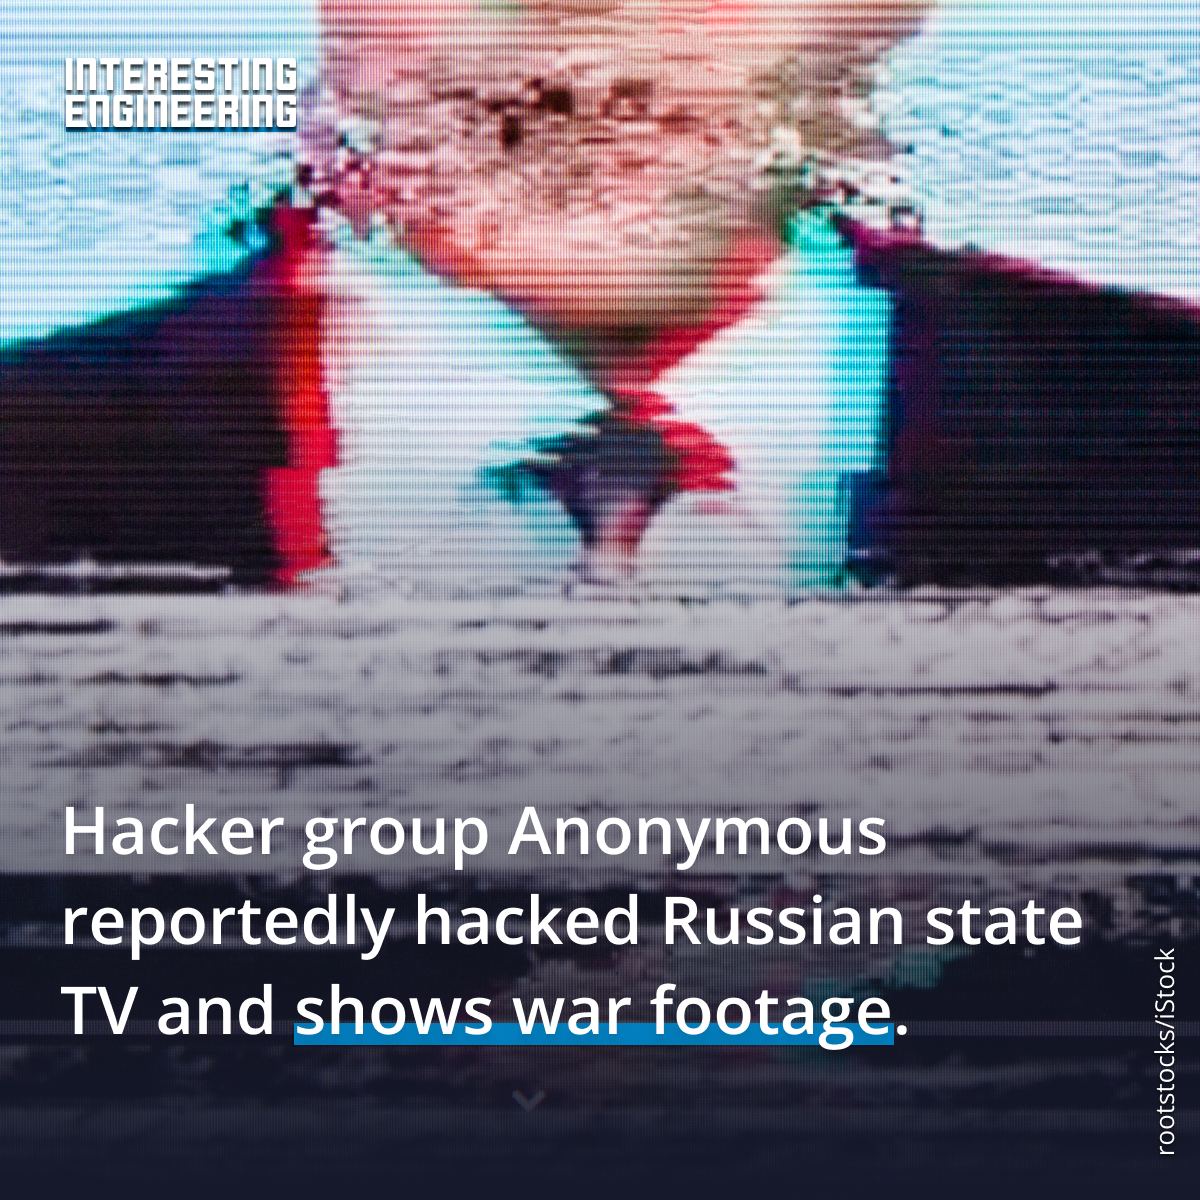 INTERESTING
ENGINEERING
Hacker group Anonymous
reportedly hacked Russian state
TV and shows war footage.
rootstocks/iStock